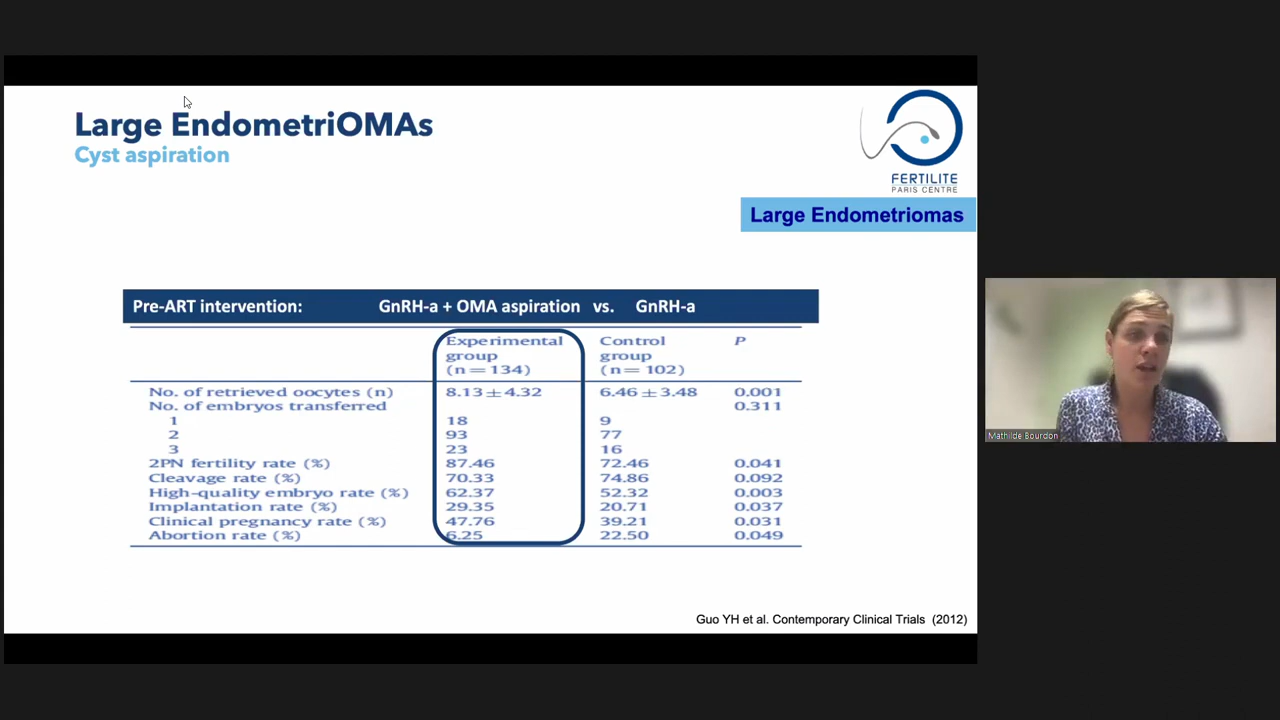 Large EndometriOMAs
Cyst aspiration
FERTILITE
PARIS CENTRE
Large Endometriomas
Pre-ART intervention: GnRH-a + OMA aspiration vs. GnRH-a
Experimental group (n = 134) Control group (n = 102) P
No. of retrieved oocytes (n) 8.13 ± 4.32 6.46 ± 3.48 0.001
No. of embryos transferred 0.311
1 18 9
2 93 77
3 23 16
2PN fertility rate (%) 87.46 72.46 0.041
Cleavage rate (%) 70.33 74.86 0.092
High-quality embryo rate (%) 62.37 52.32 0.003
Implantation rate (%) 29.35 20.71 0.037
Clinical pregnancy rate (%) 47.76 39.21 0.031
Abortion rate (%) 6.25 22.50 0.049
Guo YH et al. Contemporary Clinical Trials (2012)
Mathilde Bourdon